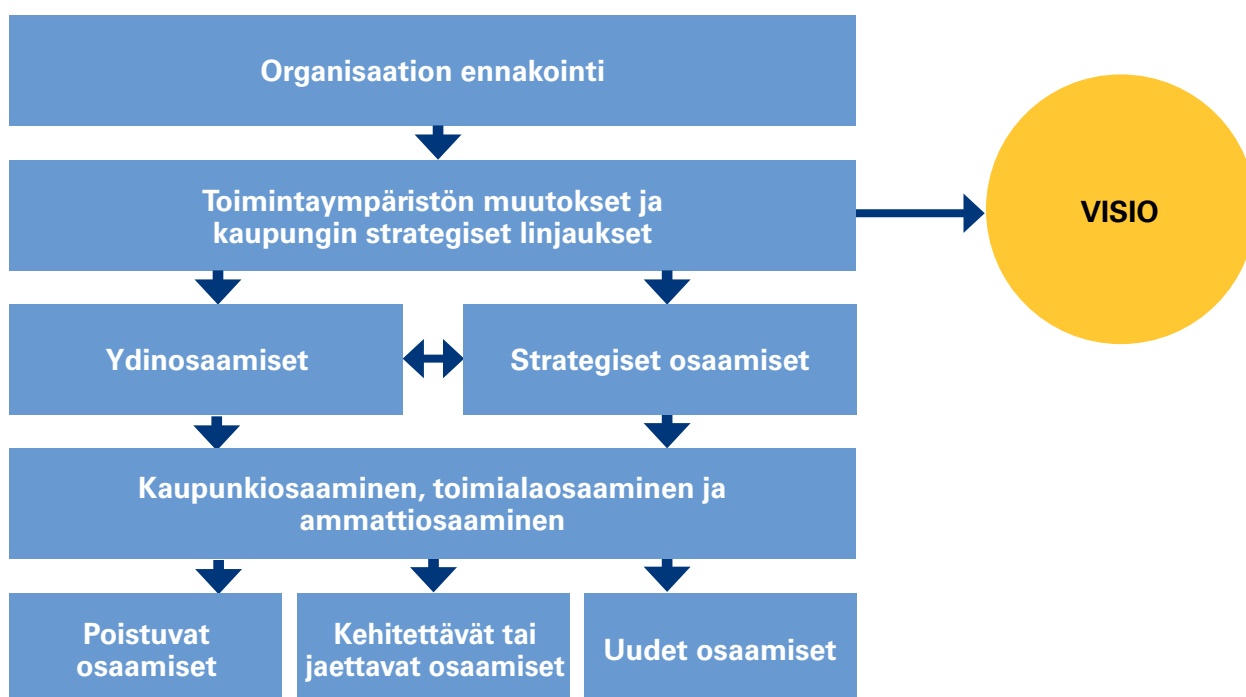 Organisaation ennakointi
Toimintaympäristön muutokset ja
kaupungin strategiset linjaukset
VISIO
Ydinosaamiset
Strategiset osaamiset
Kaupunkiosaaminen, toimialaosaaminen ja
ammattiosaaminen
Poistuvat
osaamiset
Kehitettävät tai
jaettavat osaamiset
Uudet osaamiset